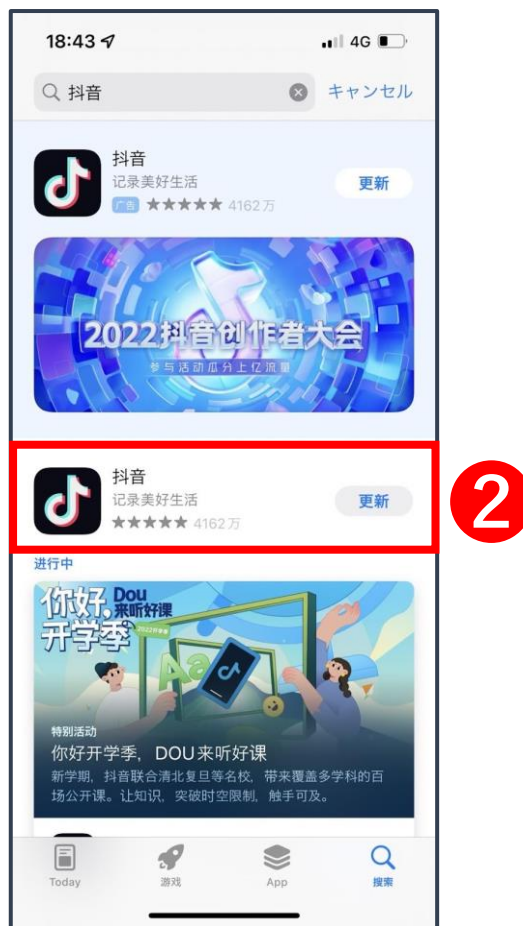 18:43
4G
抖音
キャンセル
抖音
记录美好生活
更新
广告 ★★★★★ 4162万
2022抖音创作者大会
参与活动瓜分上亿流量
抖音
记录美好生活
更新
★★★★★ 4162万
2
进行中
你好, Dou
来听好课
开学季
2022开学季
Aa
特别活动
你好开学季，DOU来听好课
新学期，抖音联合清北复旦等名校，带来覆盖多学科的百
场公开课。让知识，突破时空限制，触手可及。
Today
游戏
App
搜索